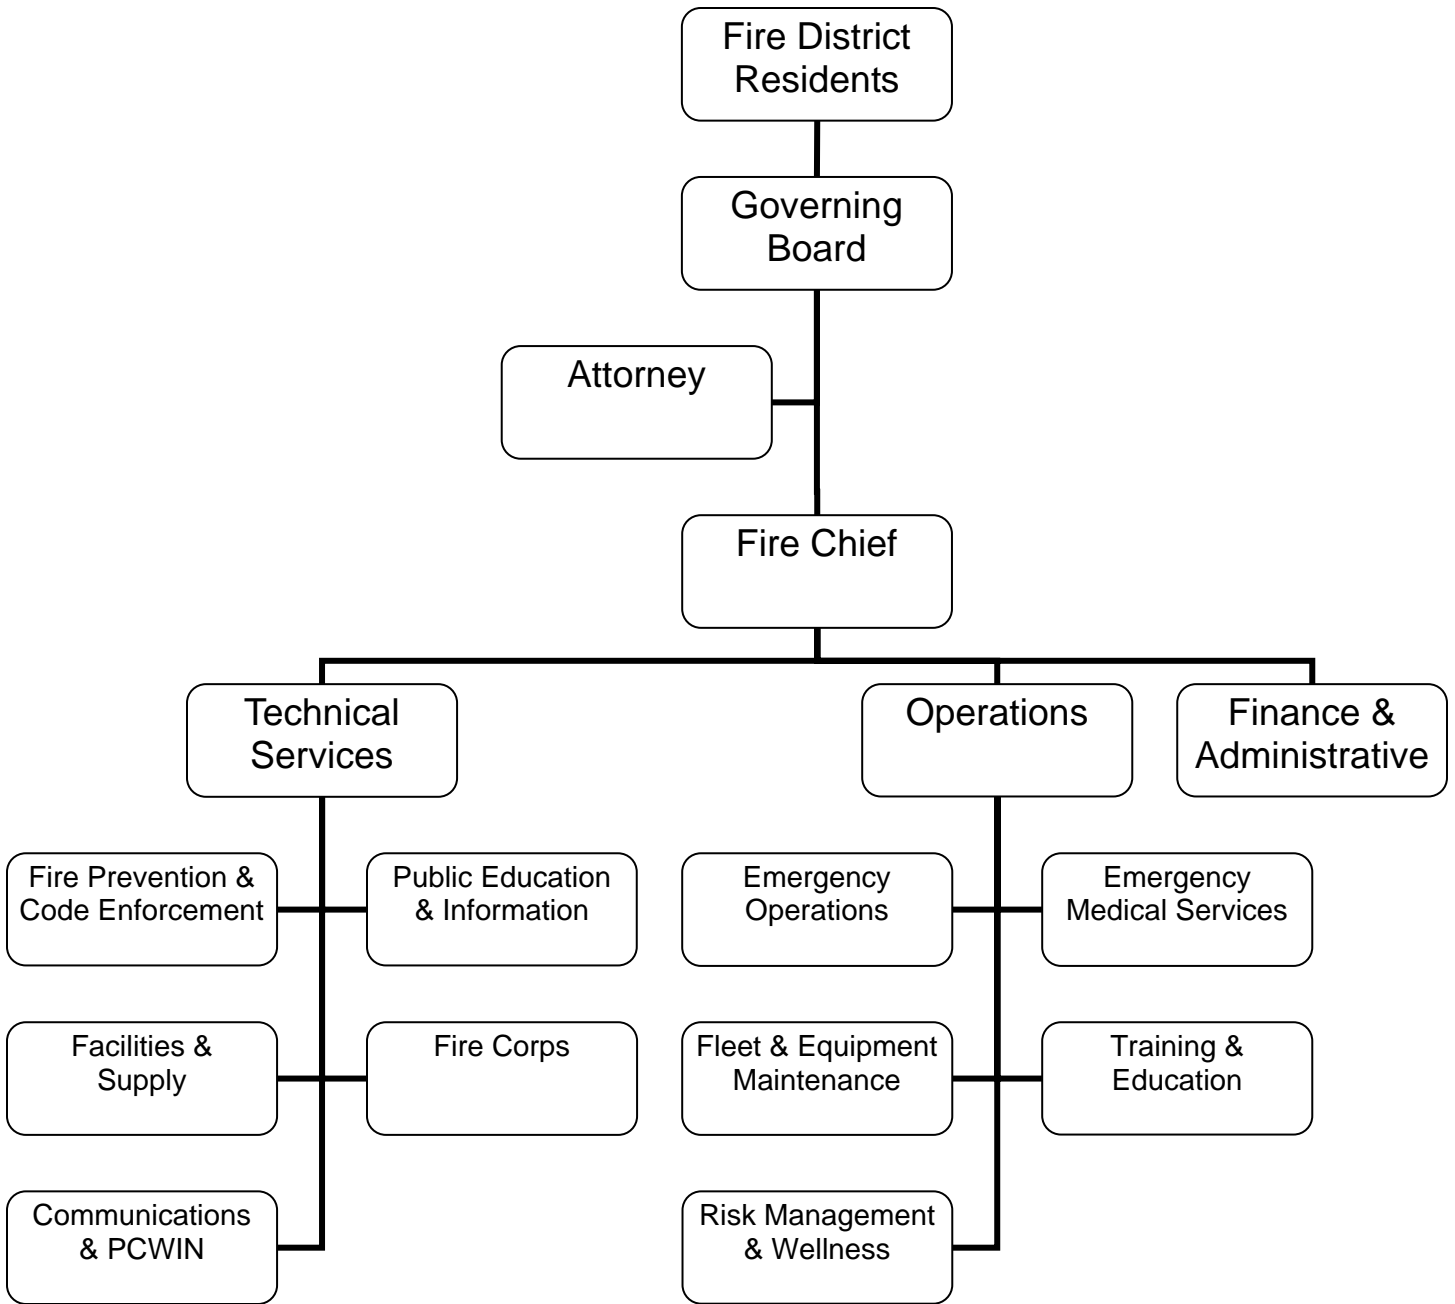 Fire District
Residents
Governing
Board
Attorney
Fire Chief
Technical
Services
Operations
Finance &
Administrative
Fire Prevention &
Code Enforcement
Public Education
& Information
Emergency
Operations
Emergency
Medical Services
Facilities &
Supply
Fire Corps
Fleet & Equipment
Maintenance
Training &
Education
Communications
& PCWIN
Risk Management
& Wellness